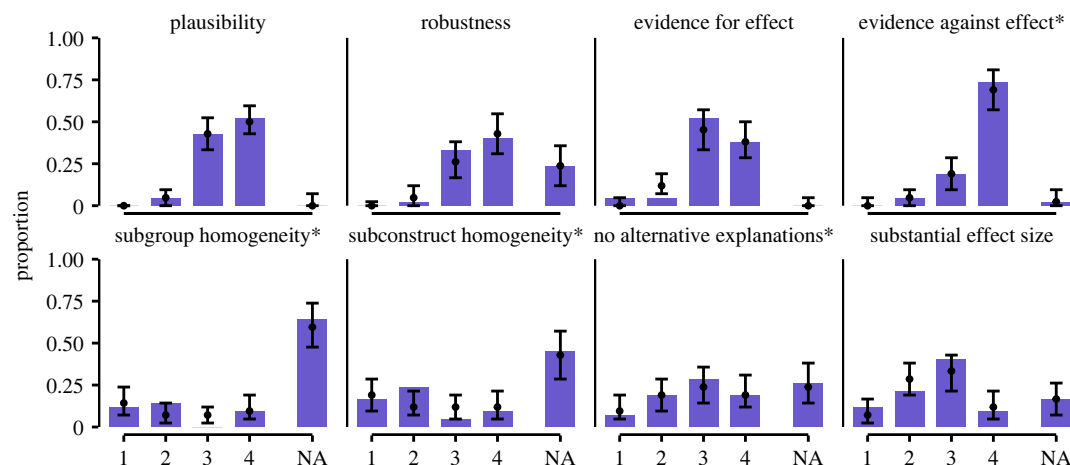 plausibility
robustness
evidence for effect
evidence against effect*
1.00
0.75
0.50
0.25
0
proportion
subgroup homogeneity*
subconstruct homogeneity*
no alternative explanations*
substantial effect size
1.00
0.75
0.50
0.25
0
1 2 3 4 NA
1 2 3 4 NA
1 2 3 4 NA
1 2 3 4 NA